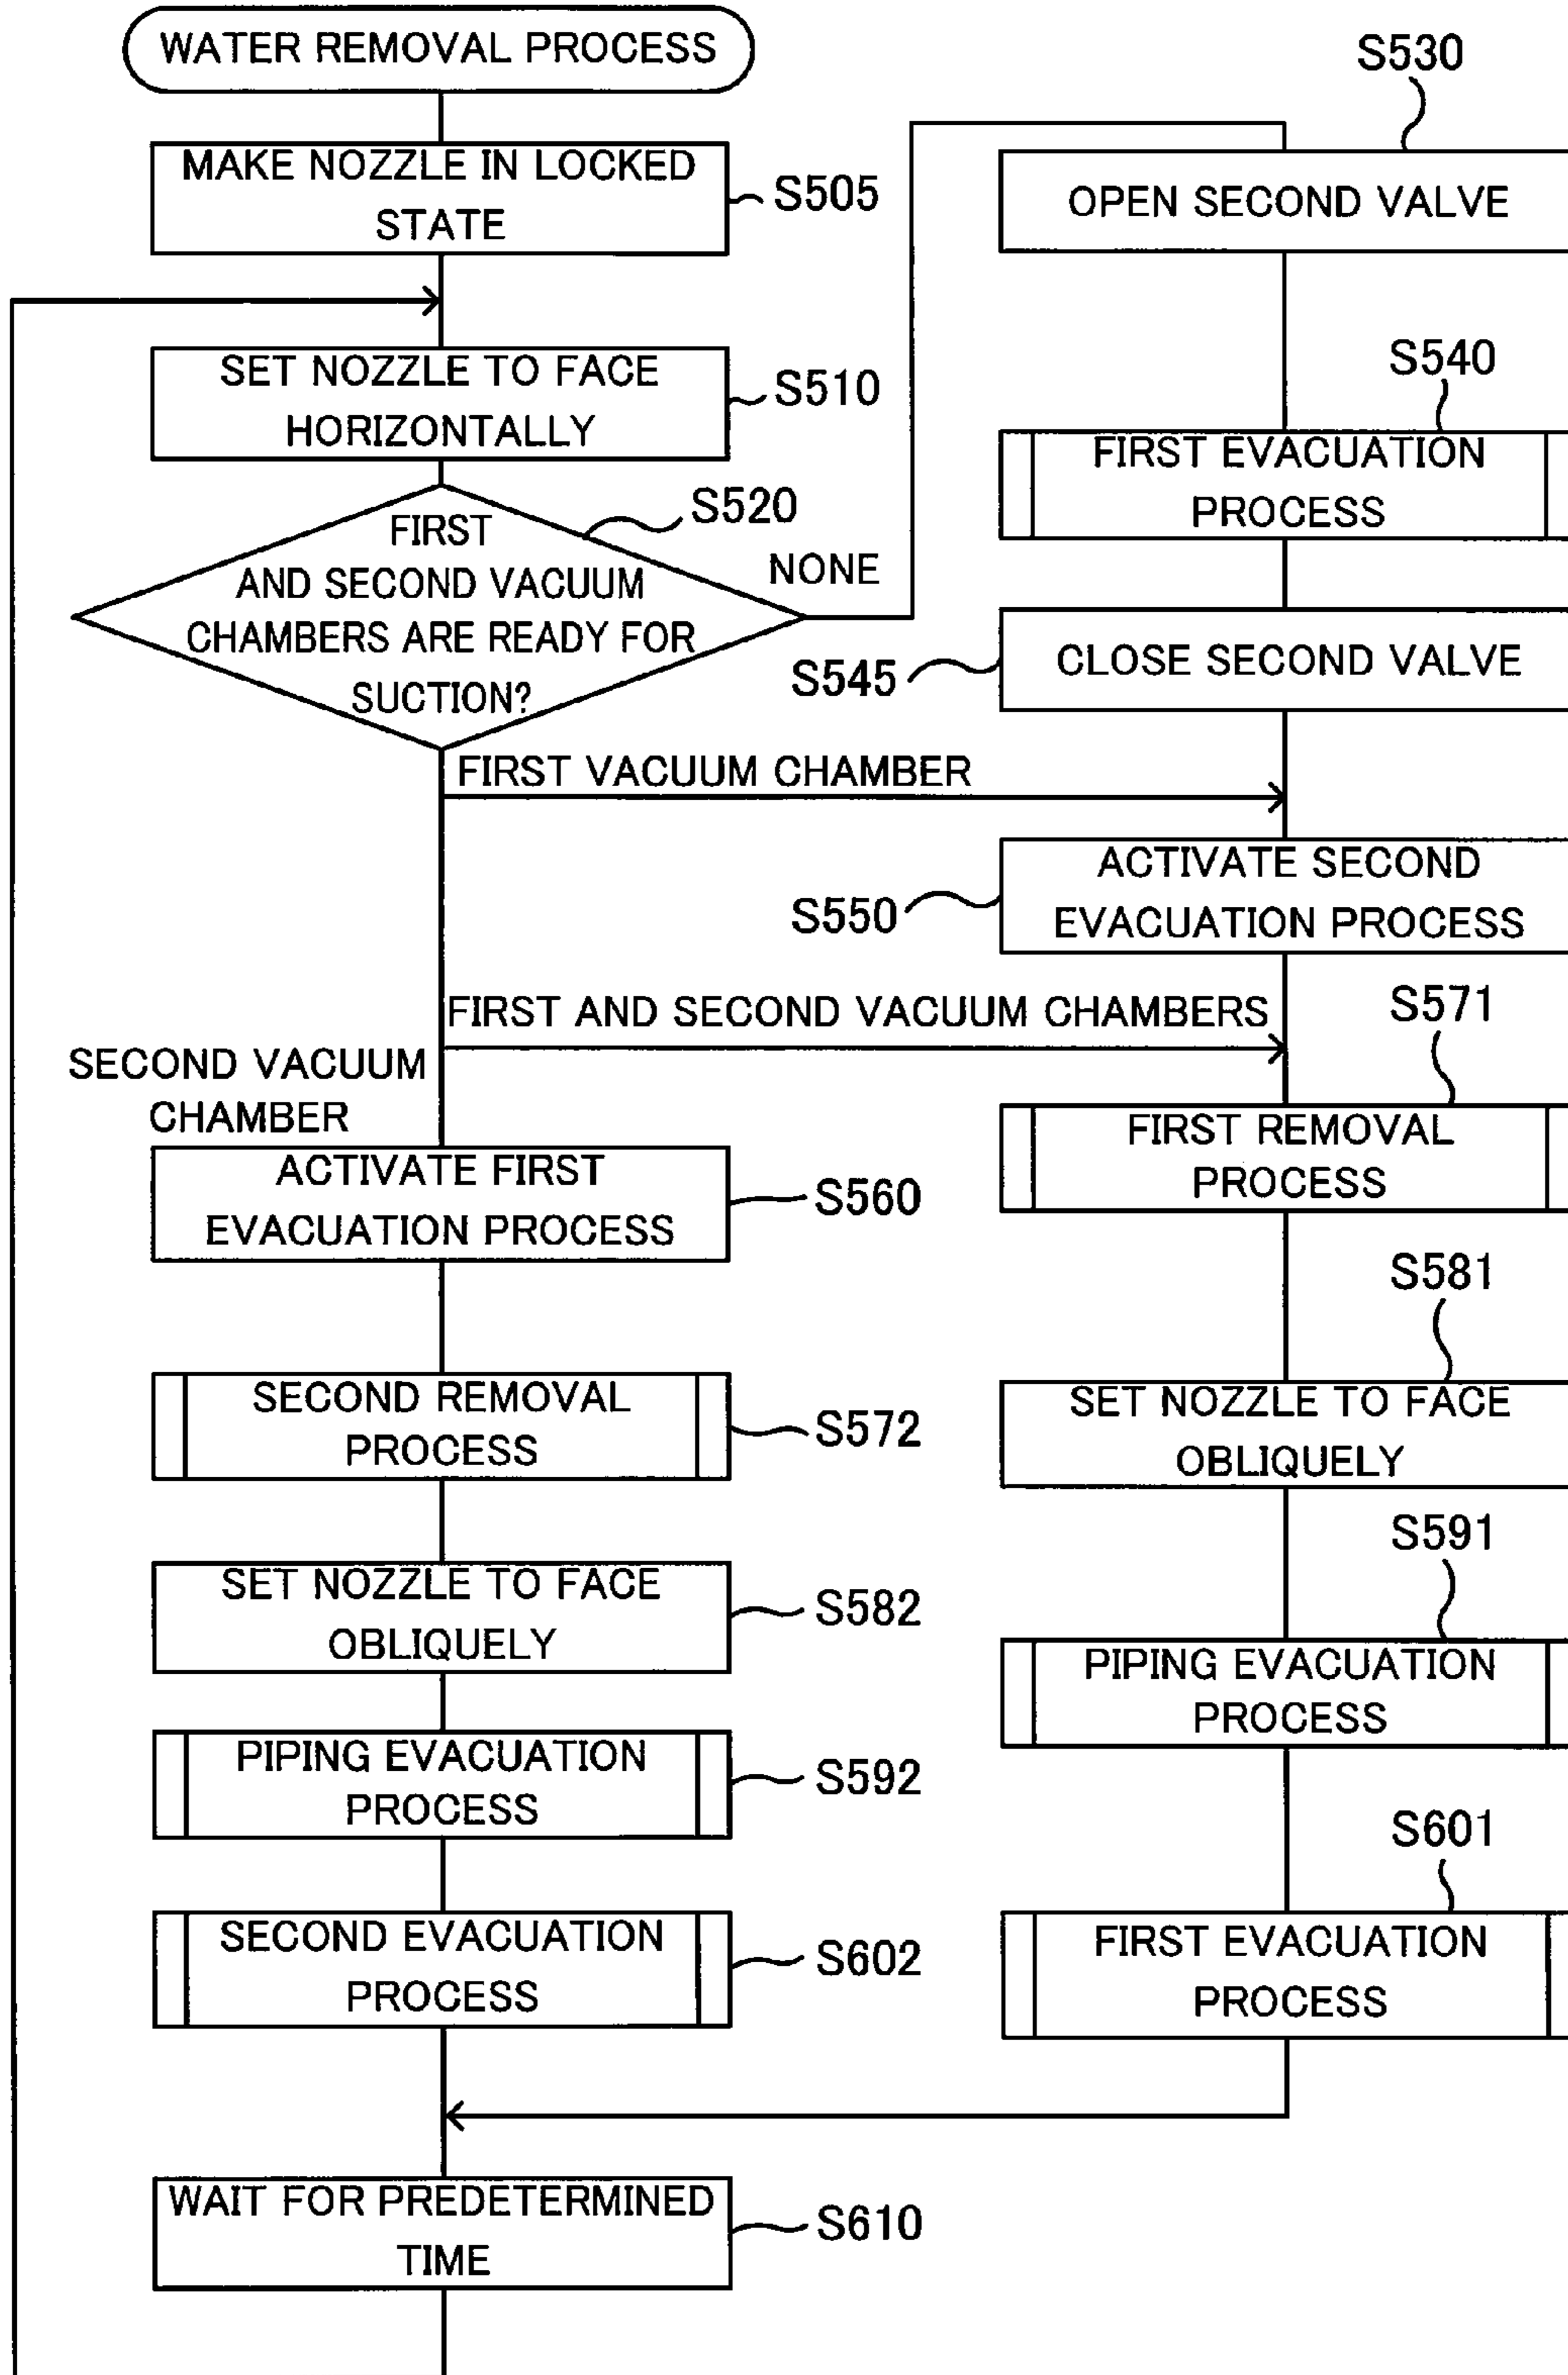 WATER REMOVAL PROCESS
MAKE NOZZLE IN LOCKED
STATE
S505
SET NOZZLE TO FACE
HORIZONTALLY
S510
FIRST
AND SECOND VACUUM
CHAMBERS ARE READY FOR
SUCTION?
S520
NONE
S530
OPEN SECOND VALVE
S540
FIRST EVACUATION
PROCESS
S545
CLOSE SECOND VALVE
FIRST VACUUM CHAMBER
S550
ACTIVATE SECOND
EVACUATION PROCESS
FIRST AND SECOND VACUUM CHAMBERS
SECOND VACUUM
CHAMBER
ACTIVATE FIRST
EVACUATION PROCESS
S560
SECOND REMOVAL
PROCESS
S572
SET NOZZLE TO FACE
OBLIQUELY
S582
PIPING EVACUATION
PROCESS
S592
SECOND EVACUATION
PROCESS
S602
S571
FIRST REMOVAL
PROCESS
S581
SET NOZZLE TO FACE
OBLIQUELY
S591
PIPING EVACUATION
PROCESS
S601
FIRST EVACUATION
PROCESS
WAIT FOR PREDETERMINED
TIME
S610